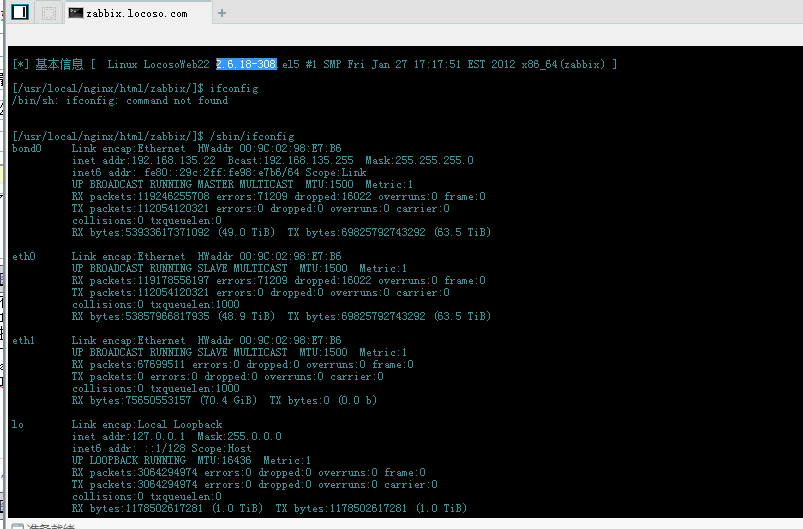 zabbix.locoso.com
[*] 基本信息 [  Linux LocosoWeb22 2.6.18-308 el5 #1 SMP Fri Jan 27 17:17:51 EST 2012 x86_64(zabbix) ]
[/usr/local/nginx/html/zabbix/]$ ifconfig
/bin/sh: ifconfig: command not found
[/usr/local/nginx/html/zabbix/]$ /sbin/ifconfig
bond0     Link encap:Ethernet  HWaddr 00:9C:02:98:E7:B6
inet addr:192.168.135.22  Bcast:192.168.135.255  Mask:255.255.255.0
inet6 addr: fe80::29c:2ff:fe98:e7b6/64 Scope:Link
UP BROADCAST RUNNING MASTER MULTICAST  MTU:1500  Metric:1
RX packets:119246255708 errors:71209 dropped:16022 overruns:0 frame:0
TX packets:112054120321 errors:0 dropped:0 overruns:0 carrier:0
collisions:0 txqueuelen:0
RX bytes:53933617371092 (49.0 TiB)  TX bytes:69825792743292 (63.5 TiB)
eth0      Link encap:Ethernet  HWaddr 00:9C:02:98:E7:B6
UP BROADCAST RUNNING SLAVE MULTICAST  MTU:1500  Metric:1
RX packets:119178556197 errors:71209 dropped:16022 overruns:0 frame:0
TX packets:112054120321 errors:0 dropped:0 overruns:0 carrier:0
collisions:0 txqueuelen:1000
RX bytes:53857966817935 (48.9 TiB)  TX bytes:69825792743292 (63.5 TiB)
eth1      Link encap:Ethernet  HWaddr 00:9C:02:98:E7:B6
UP BROADCAST RUNNING SLAVE MULTICAST  MTU:1500  Metric:1
RX packets:67699511 errors:0 dropped:0 overruns:0 frame:0
TX packets:0 errors:0 dropped:0 overruns:0 carrier:0
collisions:0 txqueuelen:1000
RX bytes:75650553157 (70.4 GiB)  TX bytes:0 (0.0 b)
lo        Link encap:Local Loopback
inet addr:127.0.0.1  Mask:255.0.0.0
inet6 addr: ::1/128 Scope:Host
UP LOOPBACK RUNNING  MTU:16436  Metric:1
RX packets:3064294974 errors:0 dropped:0 overruns:0 frame:0
TX packets:3064294974 errors:0 dropped:0 overruns:0 carrier:0
collisions:0 txqueuelen:0
RX bytes:1178502617281 (1.0 TiB)  TX bytes:1178502617281 (1.0 TiB)